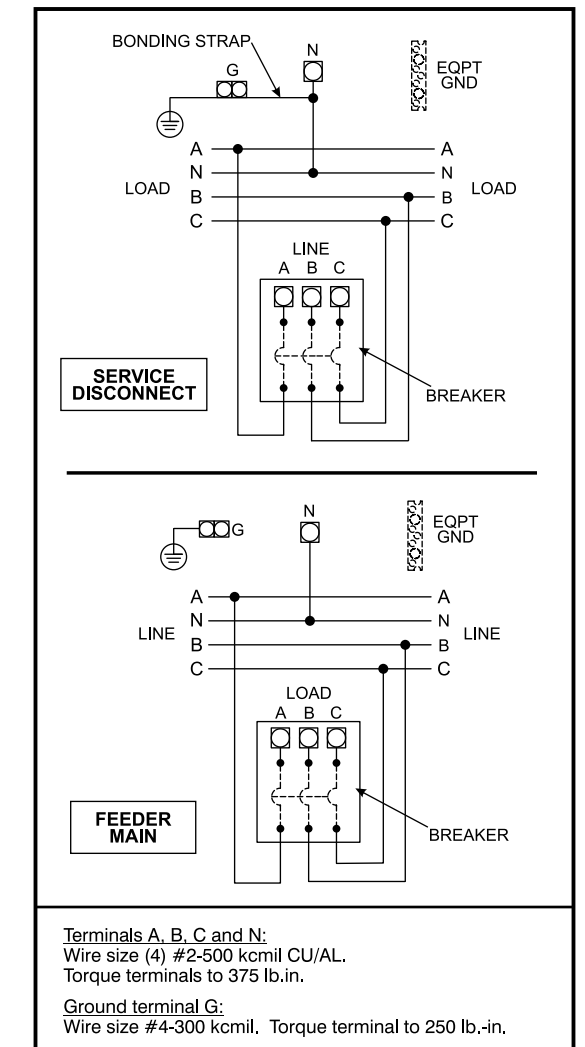 BONDING STRAP
N
G
EQPT
GND
A A
N N
LOAD LOAD
B B
C C
LINE
A B C
SERVICE
DISCONNECT
BREAKER
N
G
EQPT
GND
A A
N N
LINE LINE
B B
C C
LOAD
A B C
FEEDER
MAIN
BREAKER
Terminals A, B, C and N:
Wire size (4) #2-500 kcmil CU/AL.
Torque terminals to 375 lb.in.
Ground terminal G:
Wire size #4-300 kcmil. Torque terminal to 250 lb.-in.